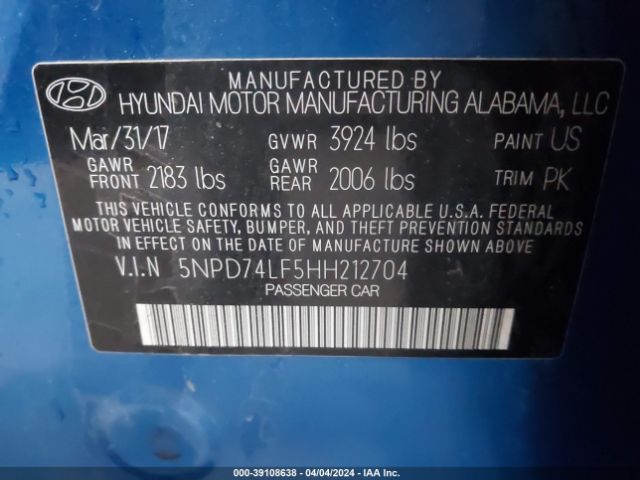 MANUFACTURED BY
HYUNDAI MOTOR MANUFACTURING ALABAMA, LLC
Mar/31/17 GVWR 3924 lbs PAINT US
GAWR FRONT 2183 lbs GAWR REAR 2006 lbs TRIM PK
THIS VEHICLE CONFORMS TO ALL APPLICABLE U.S.A. FEDERAL
MOTOR VEHICLE SAFETY, BUMPER, AND THEFT PREVENTION STANDARDS
IN EFFECT ON THE DATE OF MANUFACTURE SHOWN ABOVE
V.I.N 5NPD74LF5HH212704
PASSENGER CAR
000-39108638 - 04/04/2024 - IAA Inc.